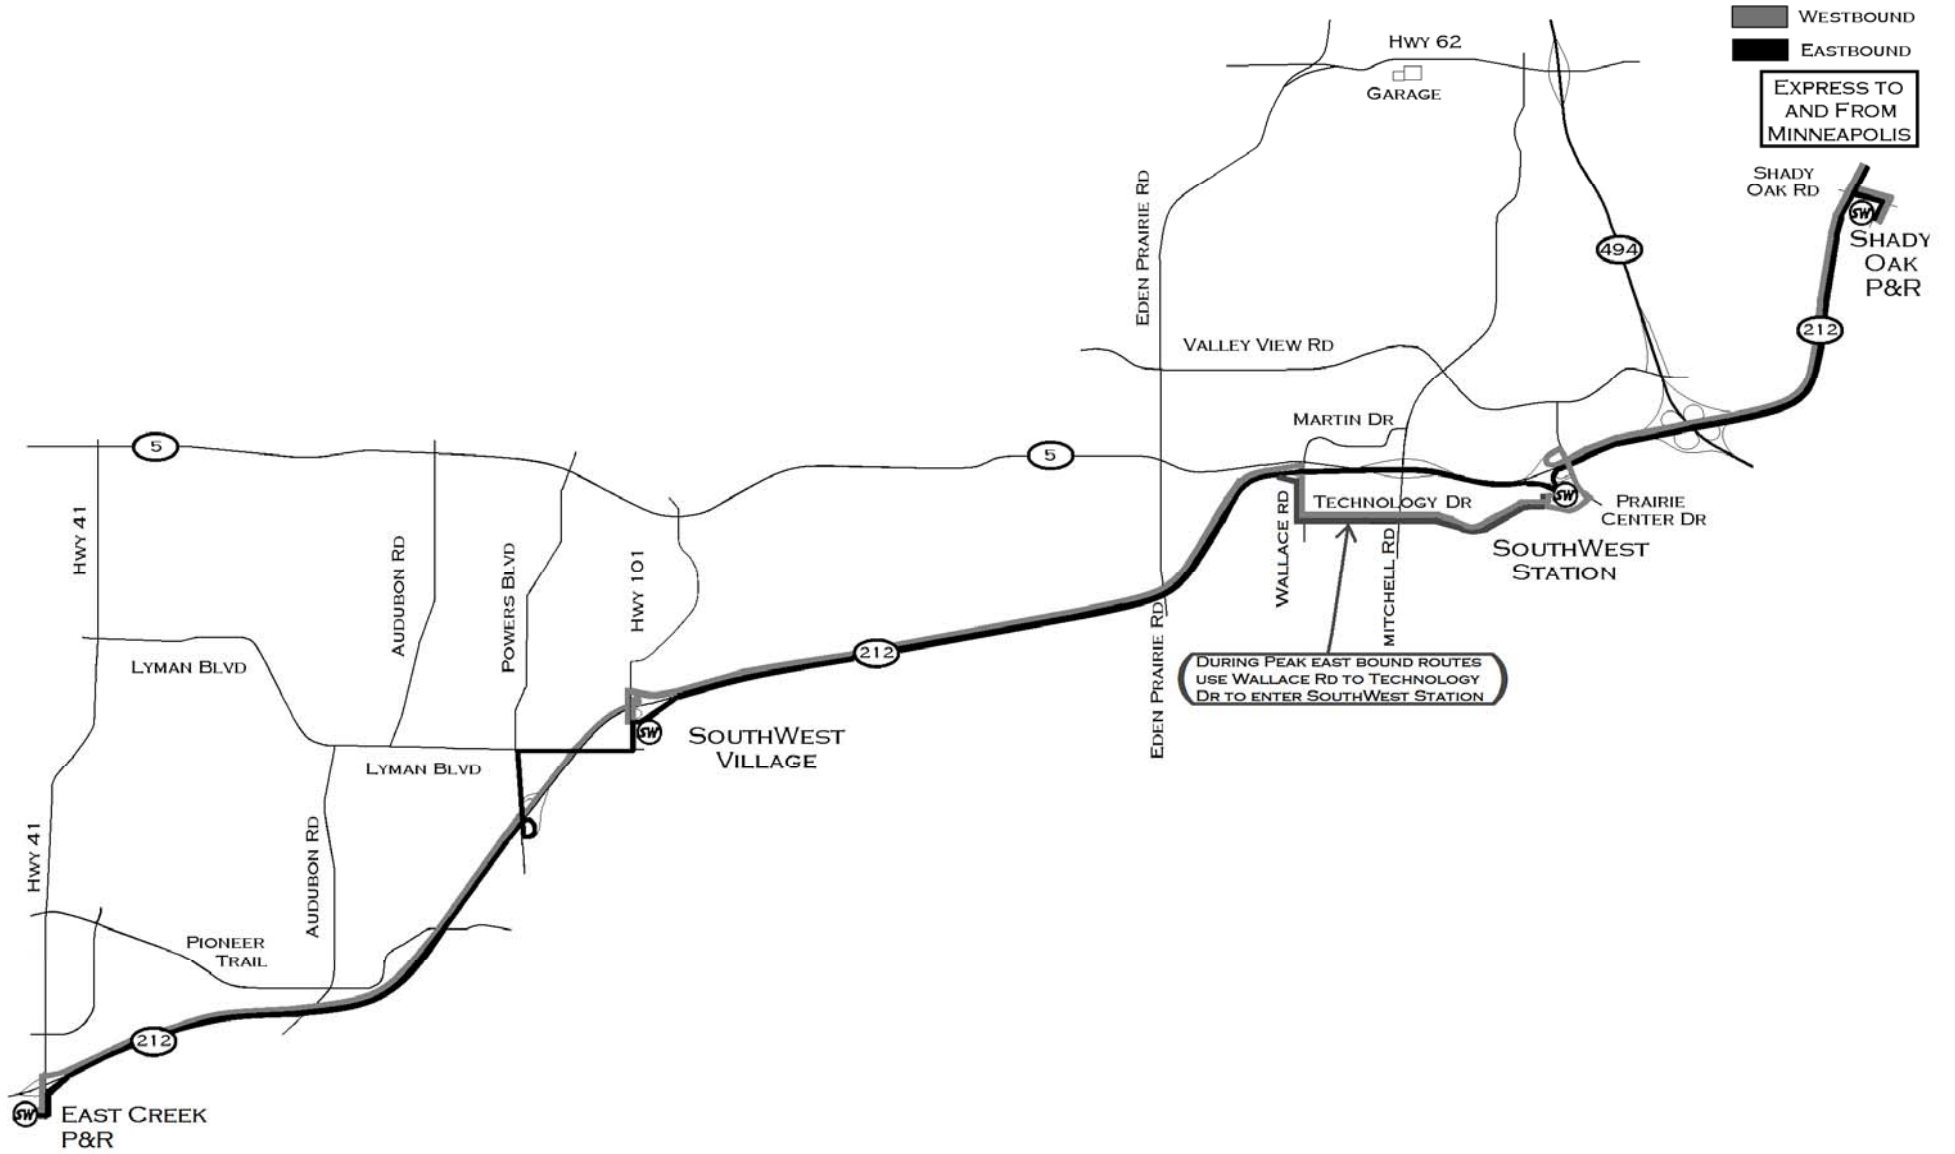 WESTBOUND
EASTBOUND
EXPRESS TO
AND FROM
MINNEAPOLIS
HWY 62
GARAGE
SHADY
OAK RD
SW
SHADY
OAK
P&R
494
212
EDEN PRAIRIE RD
VALLEY VIEW RD
MARTIN DR
5
5
TECHNOLOGY DR
SW
PRAIRIE
CENTER DR
SOUTHWEST
STATION
WALLACE RD
MITCHELL RD
HWY 41
AUDUBON RD
POWERS BLVD
HWY 101
EDEN PRAIRIE RD
212
DURING PEAK EAST BOUND ROUTES
USE WALLACE RD TO TECHNOLOGY
DR TO ENTER SOUTHWEST STATION
LYMAN BLVD
SW
SOUTHWEST
VILLAGE
LYMAN BLVD
HWY 41
AUDUBON RD
PIONEER
TRAIL
212
SW
EAST CREEK
P&R